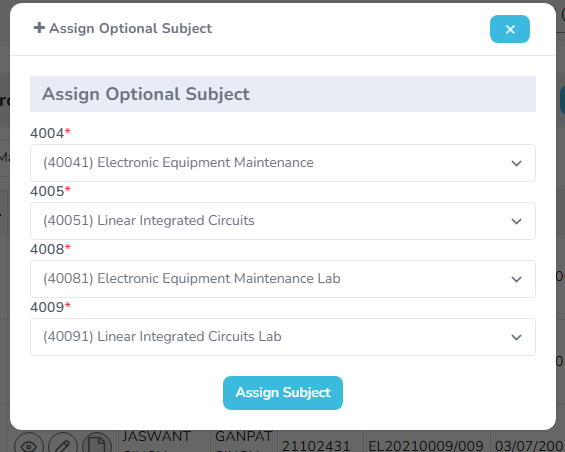 + Assign Optional Subject
×
Assign Optional Subject
4004*
(40041) Electronic Equipment Maintenance
4005*
(40051) Linear Integrated Circuits
4008*
(40081) Electronic Equipment Maintenance Lab
4009*
(40091) Linear Integrated Circuits Lab
Assign Subject
JASWANT GANPAT 21102431 EL20210009/009 03/07/200